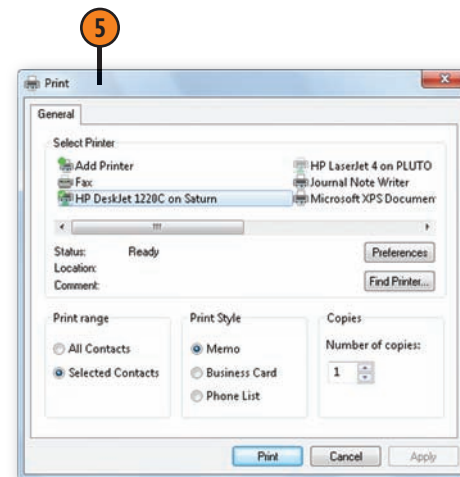 5
Print
General
Select Printer
Add Printer
Fax
HP DeskJet 1220C on Saturn
HP LaserJet 4 on PLUTO
Journal Note Writer
Microsoft XPS Documen
Status: Ready
Location:
Comment:
Preferences
Find Printer...
Print range
All Contacts
Selected Contacts
Print Style
Memo
Business Card
Phone List
Copies
Number of copies:
1
Print Cancel Apply